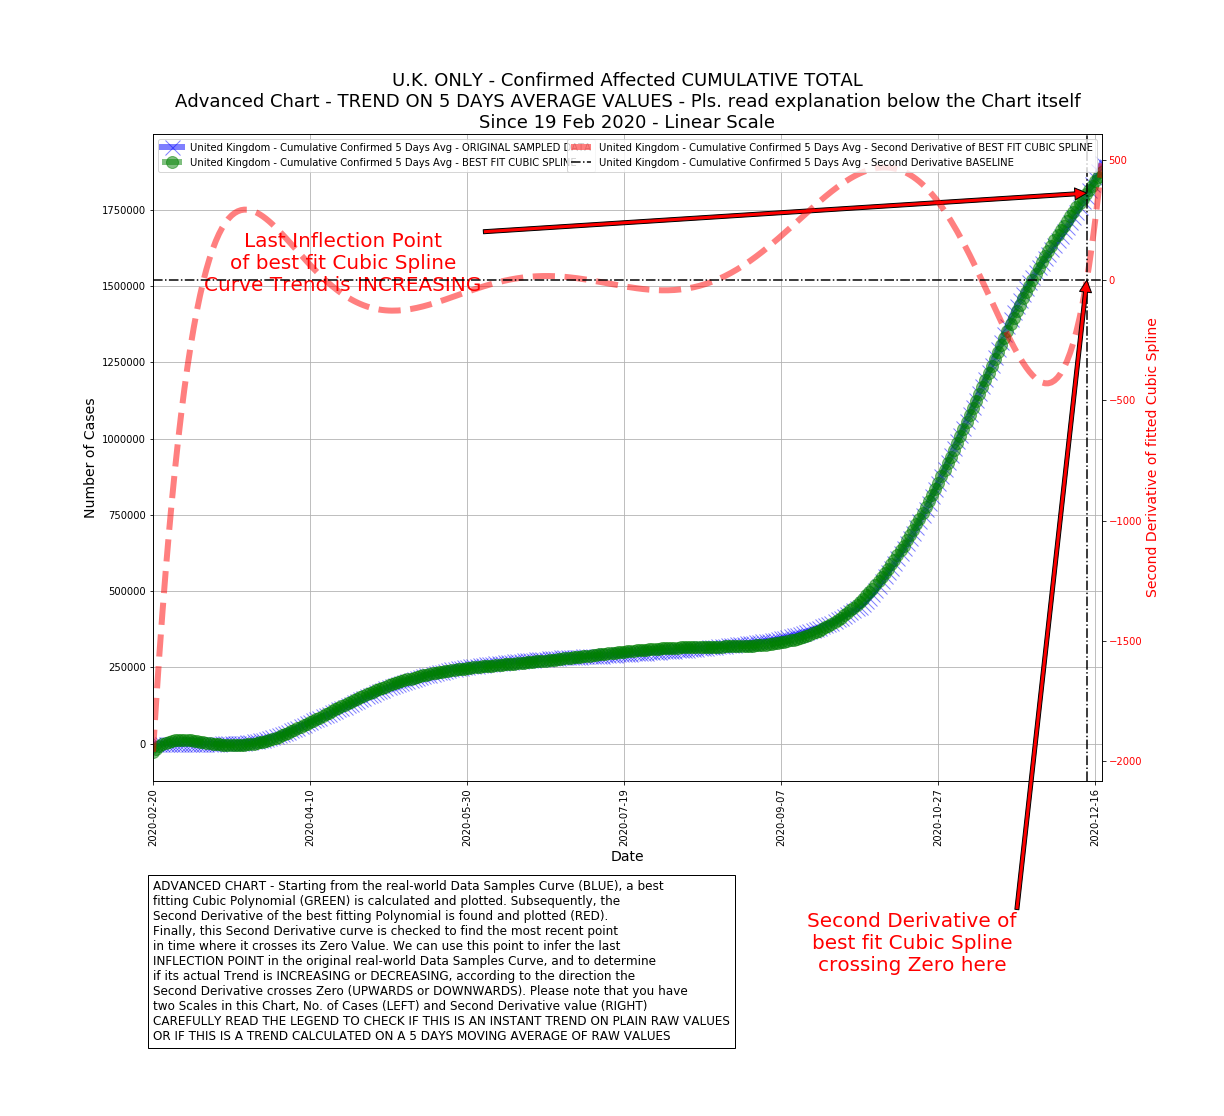 U.K. ONLY - Confirmed Affected CUMULATIVE TOTAL
Advanced Chart - TREND ON 5 DAYS AVERAGE VALUES - Pls. read explanation below the Chart itself
Since 19 Feb 2020 - Linear Scale
United Kingdom - Cumulative Confirmed 5 Days Avg - ORIGINAL SAMPLED
United Kingdom - Cumulative Confirmed 5 Days Avg - BEST FIT CUBIC SPLINE
United Kingdom - Cumulative Confirmed 5 Days Avg - Second Derivative of BEST FIT CUBIC SPLINE
United Kingdom - Cumulative Confirmed 5 Days Avg - Second Derivative BASELINE
Last Inflection Point
of best fit Cubic Spline
Curve Trend is INCREASING
Number of Cases
1750000
1500000
1250000
1000000
750000
500000
250000
0
500
0
−500
−1000
−1500
−2000
Second Derivative of fitted Cubic Spline
2020-02-20
2020-04-10
2020-05-30
2020-07-19
2020-09-07
2020-10-27
2020-12-16
Date
ADVANCED CHART - Starting from the real-world Data Samples Curve (BLUE), a best
fitting Cubic Polynomial (GREEN) is calculated and plotted. Subsequently, the
Second Derivative of the best fitting Polynomial is found and plotted (RED).
Finally, this Second Derivative curve is checked to find the most recent point
in time where it crosses its Zero Value. We can use this point to infer the last
INFLECTION POINT in the original real-world Data Samples Curve, and to determine
if its actual Trend is INCREASING or DECREASING, according to the direction the
Second Derivative crosses Zero (UPWARDS or DOWNWARDS). Please note that you have
two Scales in this Chart, No. of Cases (LEFT) and Second Derivative value (RIGHT)
CAREFULLY READ THE LEGEND TO CHECK IF THIS IS AN INSTANT TREND ON PLAIN RAW VALUES
OR IF THIS IS A TREND CALCULATED ON A 5 DAYS MOVING AVERAGE OF RAW VALUES
Second Derivative of
best fit Cubic Spline
crossing Zero here